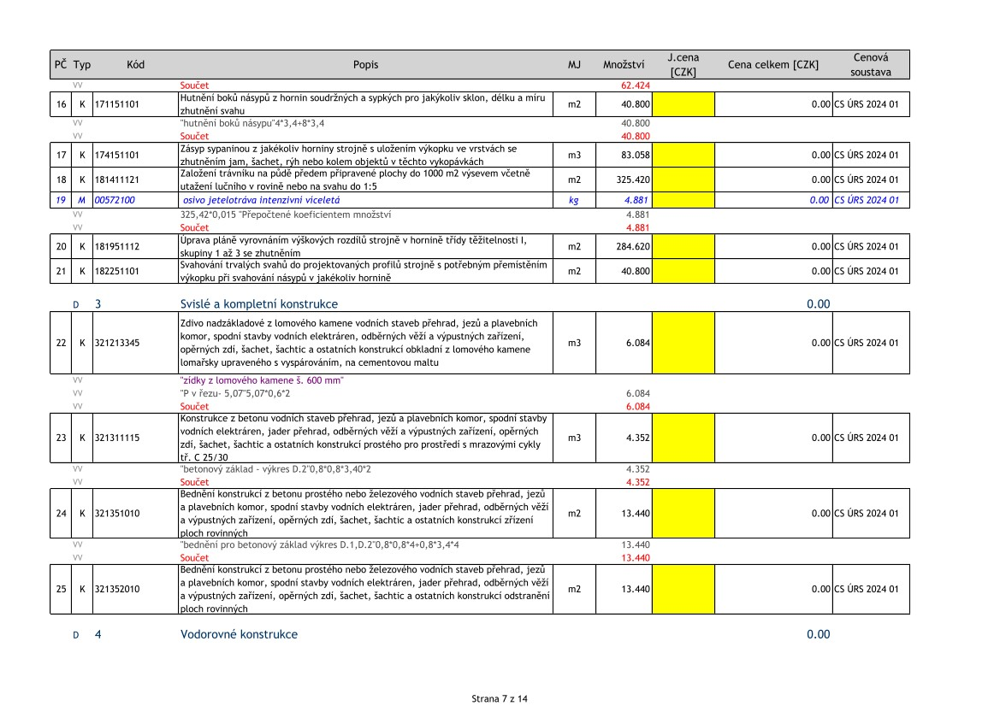 PČ Typ Kód Popis MJ Množství J.cena [CZK] Cena celkem [CZK] Cenová soustava
VV Součet 62.424
16 K 171151101 Hutnění boků násypů z hornin soudržných a sypkých pro jakýkoliv sklon, délku a míru m2 40.800 0.00 CS ÚRS 2024 01
zhutnění svahu
VV "hutnění boků násypu"4*3,4+8*3,4 40.800
VV Součet 40.800
17 K 174151101 Zásyp sypaninou z jakékoliv horniny strojně s uložením výkopku ve vrstvách se m3 83.058 0.00 CS ÚRS 2024 01
zhutněním jam, šachet, rýh nebo kolem objektů v těchto vykopávkách
18 K 181411121 Založení trávníku na půdě předem připravené plochy do 1000 m2 výsevem včetně m2 325.420 0.00 CS ÚRS 2024 01
utažení lučního v rovině nebo na svahu do 1:5
19 M 00572100 osivo jetelotráva intenzivní víceletá kg 4.881 0.00 CS ÚRS 2024 01
VV 325,42*0,015 "Přepočtené koeficientem množství 4.881
VV Součet 4.881
20 K 181951112 Úprava pláně vyrovnáním výškových rozdílů strojně v hornině třídy těžitelnosti I, m2 284.620 0.00 CS ÚRS 2024 01
skupiny 1 až 3 se zhutněním
21 K 182251101 Svahování trvalých svahů do projektovaných profilů strojně s potřebným přemístěním m2 40.800 0.00 CS ÚRS 2024 01
výkopku při svahování násypů v jakékoliv hornině
D 3 Svislé a kompletní konstrukce 0.00
22 K 321213345 Zdivo nadzákladové z lomového kamene vodních staveb přehrad, jezů a plavebních m3 6.084 0.00 CS ÚRS 2024 01
komor, spodní stavby vodních elektráren, odběrných věží a výpustných zařízení,
opěrných zdí, šachet, šachtic a ostatních konstrukcí obkladní z lomového kamene
lomařsky upraveného s vyspárováním, na cementovou maltu
VV "zídky z lomového kamene š. 600 mm"
VV "P v řezu- 5,07"5,07*0,6*2 6.084
VV Součet 6.084
23 K 321311115 Konstrukce z betonu vodních staveb přehrad, jezů a plavebních komor, spodní stavby m3 4.352 0.00 CS ÚRS 2024 01
vodních elektráren, jader přehrad, odběrných věží a výpustných zařízení, opěrných
zdí, šachet, šachtic a ostatních konstrukcí prostého pro prostředí s mrazovými cykly
tř. C 25/30
VV "betonový základ - výkres D.2"0,8*0,8*3,40*2 4.352
VV Součet 4.352
24 K 321351010 Bednění konstrukcí z betonu prostého nebo železového vodních staveb přehrad, jezů m2 13.440 0.00 CS ÚRS 2024 01
a plavebních komor, spodní stavby vodních elektráren, jader přehrad, odběrných věží
a výpustných zařízení, opěrných zdí, šachet, šachtic a ostatních konstrukcí zřízení
ploch rovinných
VV "bednění pro betonový základ výkres D.1,D.2"0,8*0,8*4+0,8*3,4*4 13.440
VV Součet 13.440
25 K 321352010 Bednění konstrukcí z betonu prostého nebo železového vodních staveb přehrad, jezů m2 13.440 0.00 CS ÚRS 2024 01
a plavebních komor, spodní stavby vodních elektráren, jader přehrad, odběrných věží
a výpustných zařízení, opěrných zdí, šachet, šachtic a ostatních konstrukcí odstranění
ploch rovinných
D 4 Vodorovné konstrukce 0.00
Strana 7 z 14